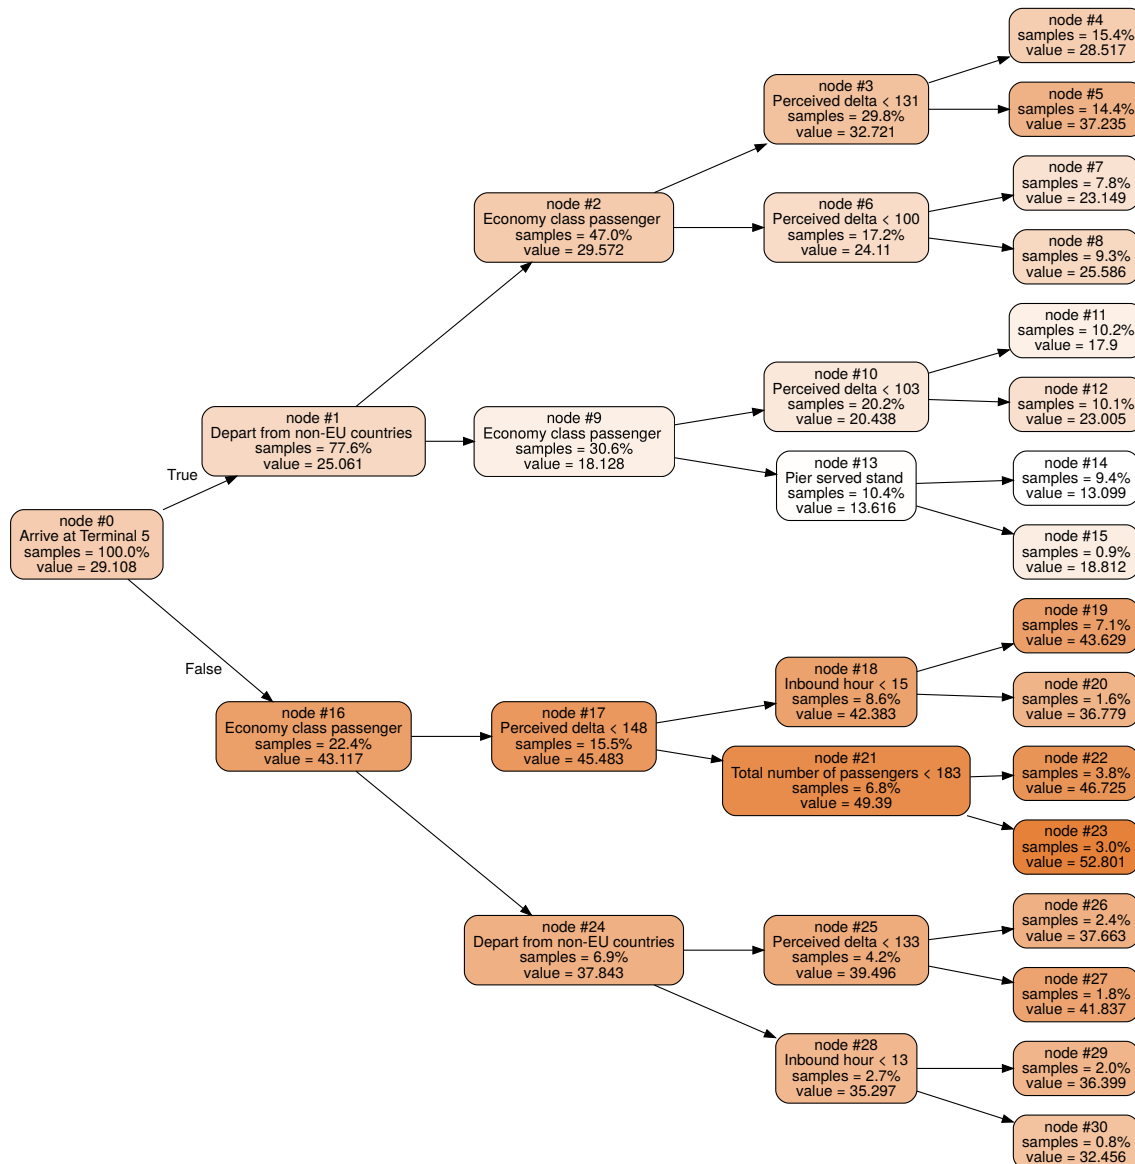 node #0
Arrive at Terminal 5
samples = 100.0%
value = 29.108
True
False
node #1
Depart from non-EU countries
samples = 77.6%
value = 25.061
node #2
Economy class passenger
samples = 47.0%
value = 29.572
node #3
Perceived delta < 131
samples = 29.8%
value = 32.721
node #4
samples = 15.4%
value = 28.517
node #5
samples = 14.4%
value = 37.235
node #6
Perceived delta < 100
samples = 17.2%
value = 24.11
node #7
samples = 7.8%
value = 23.149
node #8
samples = 9.3%
value = 25.586
node #9
Economy class passenger
samples = 30.6%
value = 18.128
node #10
Perceived delta < 103
samples = 20.2%
value = 20.438
node #11
samples = 10.2%
value = 17.9
node #12
samples = 10.1%
value = 23.005
node #13
Pier served stand
samples = 10.4%
value = 13.616
node #14
samples = 9.4%
value = 13.099
node #15
samples = 0.9%
value = 18.812
node #16
Economy class passenger
samples = 22.4%
value = 43.117
node #17
Perceived delta < 148
samples = 15.5%
value = 45.483
node #18
Inbound hour < 15
samples = 8.6%
value = 42.383
node #19
samples = 7.1%
value = 43.629
node #20
samples = 1.6%
value = 36.779
node #21
Total number of passengers < 183
samples = 6.8%
value = 49.39
node #22
samples = 3.8%
value = 46.725
node #23
samples = 3.0%
value = 52.801
node #24
Depart from non-EU countries
samples = 6.9%
value = 37.843
node #25
Perceived delta < 133
samples = 4.2%
value = 39.496
node #26
samples = 2.4%
value = 37.663
node #27
samples = 1.8%
value = 41.837
node #28
Inbound hour < 13
samples = 2.7%
value = 35.297
node #29
samples = 2.0%
value = 36.399
node #30
samples = 0.8%
value = 32.456